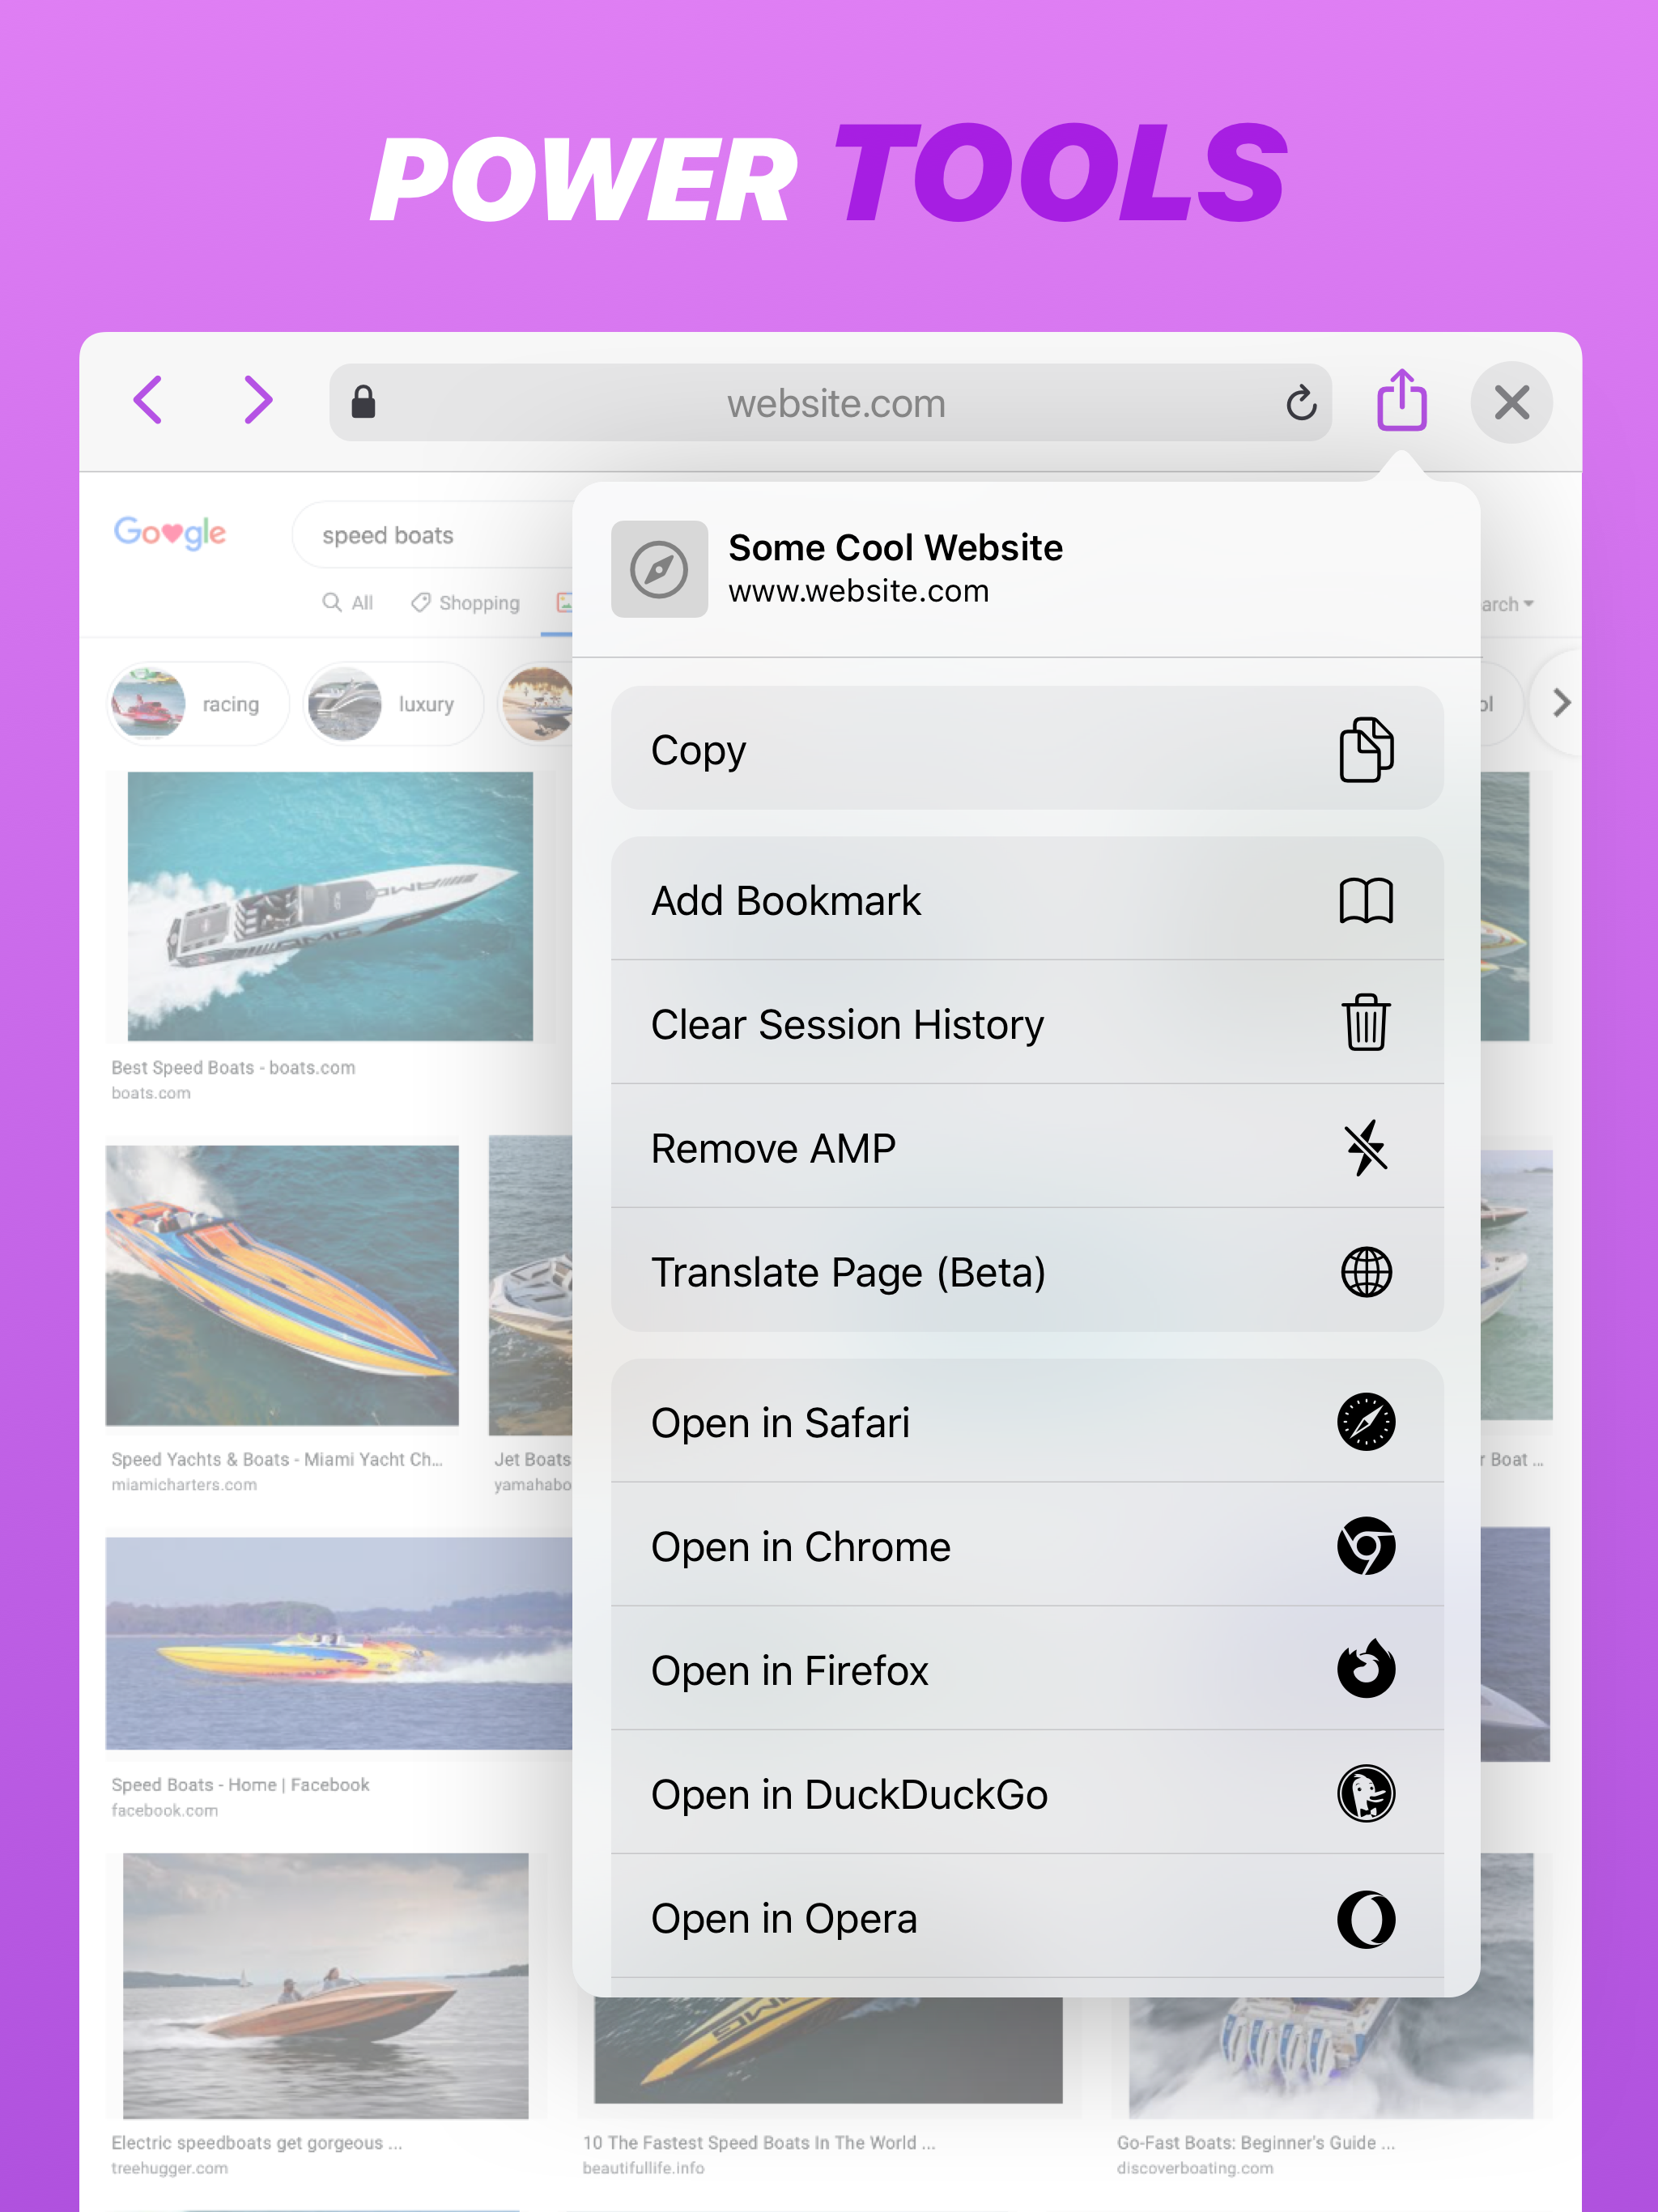 POWER TOOLS
website.com
Google
speed boats
Some Cool Website
www.website.com
All
Shopping
racing
luxury
Copy
Add Bookmark
Clear Session History
Remove AMP
Translate Page (Beta)
Open in Safari
Open in Chrome
Open in Firefox
Open in DuckDuckGo
Open in Opera
AMG
Best Speed Boats - boats.com
boats.com
Speed Yachts & Boats - Miami Yacht Ch...
miamicharters.com
Jet Boats
r Boat ...
Speed Boats - Home | Facebook
facebook.com
Electric speedboats get gorgeous ...
treehugger.com
10 The Fastest Speed Boats In The World ...
beautifullife.info
Go-Fast Boats: Beginner's Guide ...
discoverboating.com